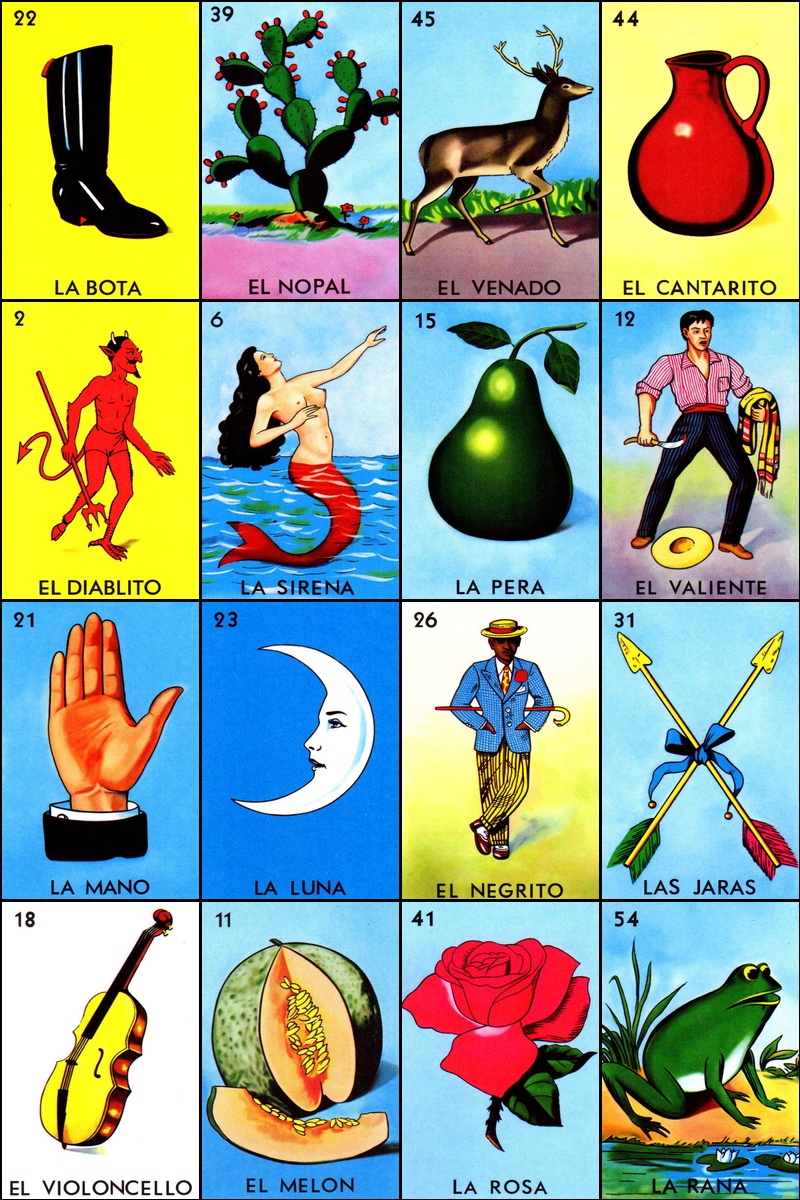 22
LA BOTA
39
EL NOPAL
45
EL VENADO
44
EL CANTARITO
2
EL DIABLITO
6
LA SIRENA
15
LA PERA
12
EL VALIENTE
21
LA MANO
23
LA LUNA
26
EL NEGRITO
31
LAS JARAS
18
EL VIOLONCELLO
11
EL MELON
41
LA ROSA
54
LA RANA